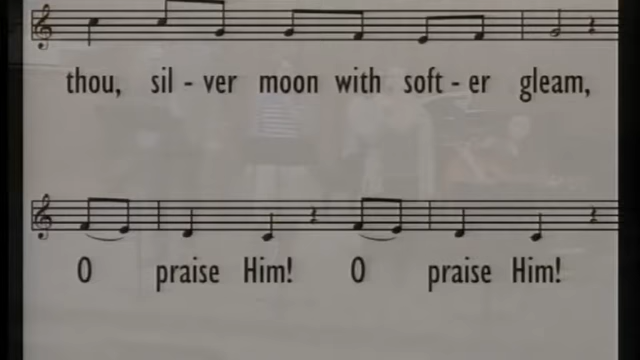 thou, sil - ver moon with soft - er gleam,
O praise Him! O praise Him!